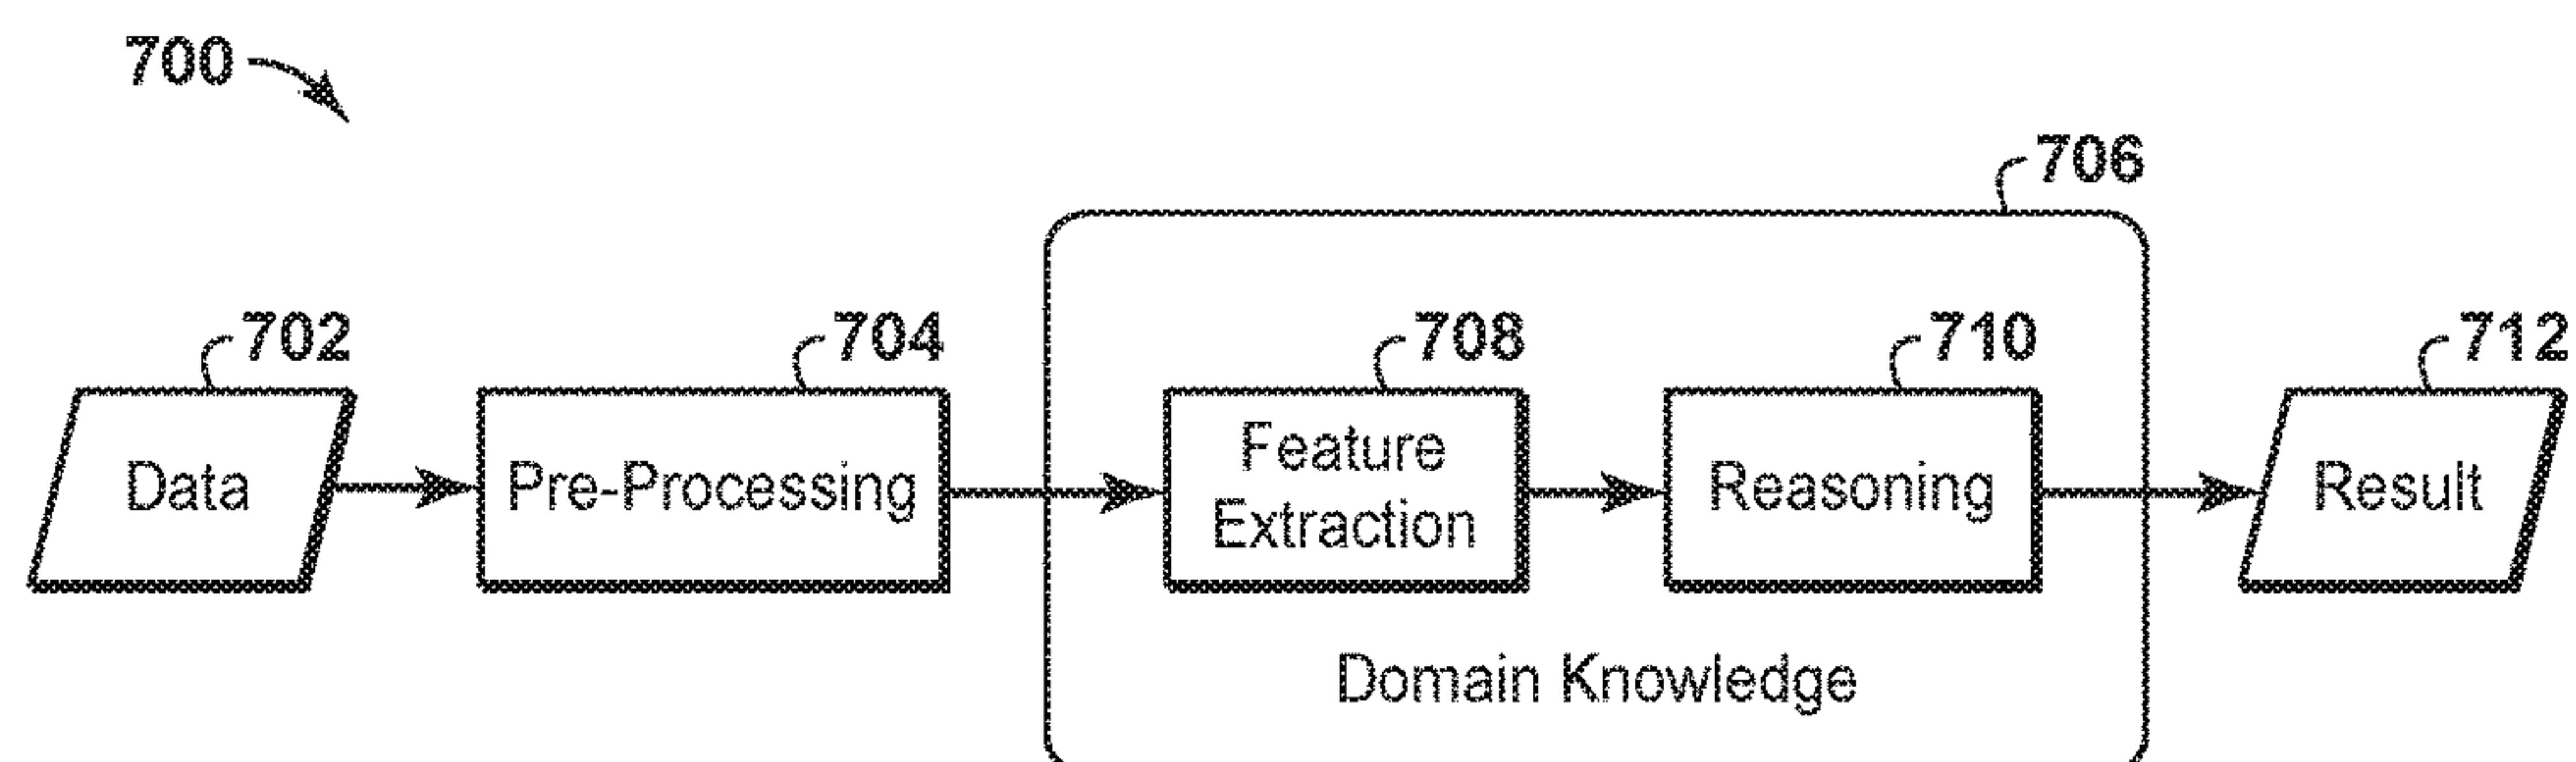 700
706
702
704
708
710
712
Data
Pre-Processing
Feature
Extraction
Reasoning
Result
Domain Knowledge